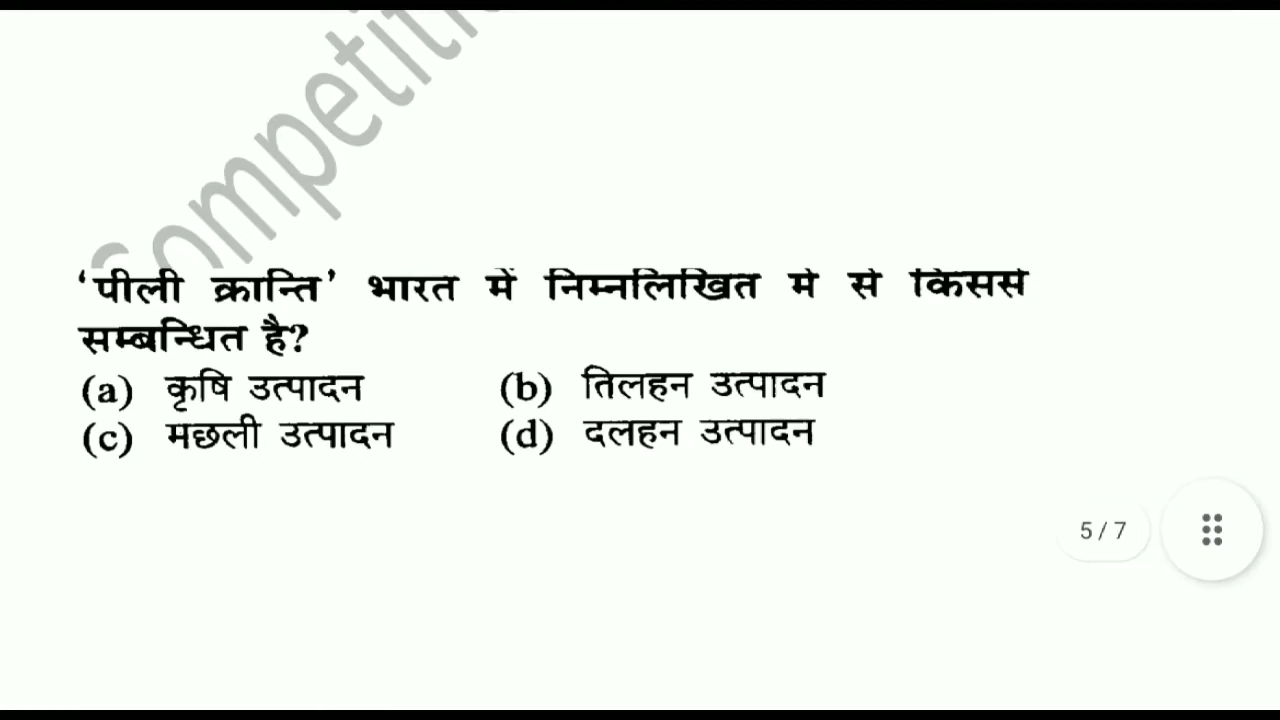 Competiti
‘पीली क्रान्ति’ भारत में निम्नलिखित मे से किससे
सम्बन्धित है?
(a) कृषि उत्पादन (b) तिलहन उत्पादन
(c) मछली उत्पादन (d) दलहन उत्पादन
5 / 7